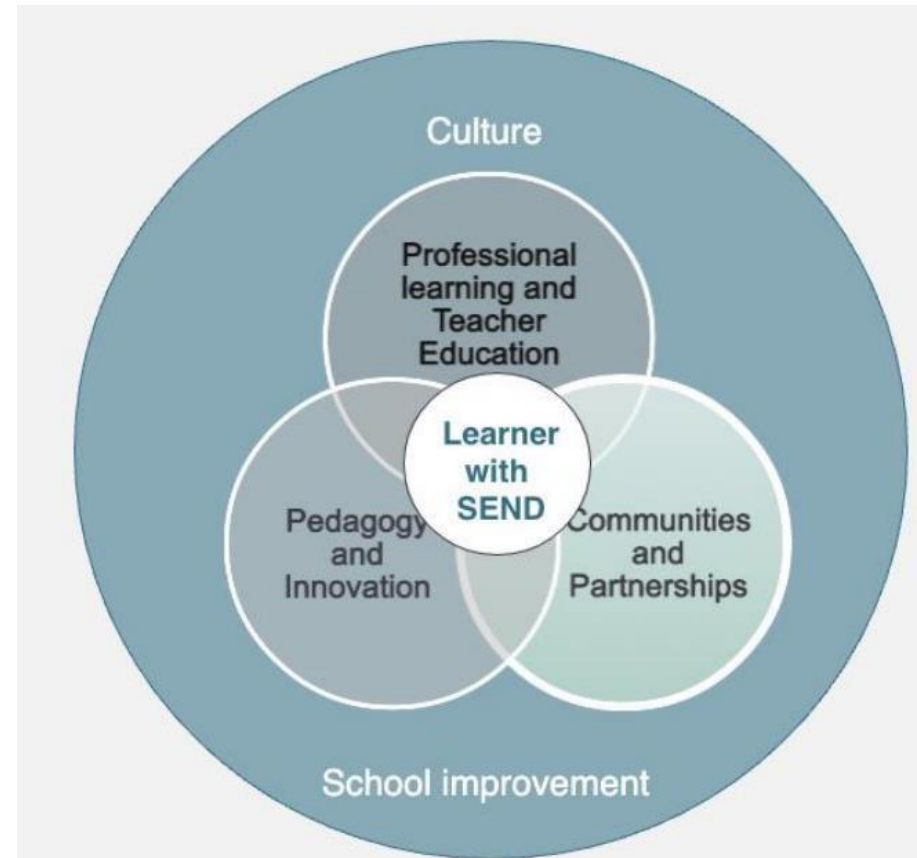 Culture
Professional
learning and
Teacher
Education
Learner
with
SEND
Pedagogy
and
Innovation
Communities
and
Partnerships
School improvement